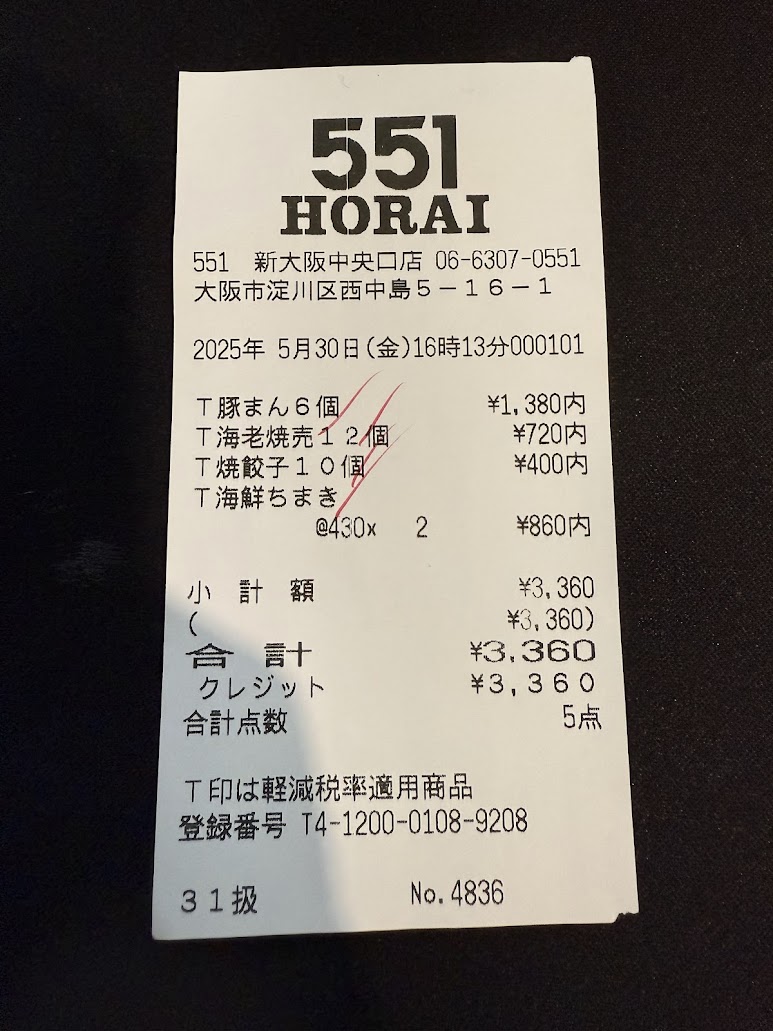 551
HORAI
551 新大阪中央口店 06-6307-0551
大阪市淀川区西中島5-16-1
2025年 5月30日(金)16時13分000101
T豚まん6個 ¥1,380内
T海老焼売12個 ¥720内
T焼餃子10個 ¥400内
T海鮮ちまき
@430x 2 ¥860内
小計額 ¥3,360
( ¥3,360)
合計 ¥3,360
クレジット ¥3,360
合計点数 5点
T印は軽減税率適用商品
登録番号 T4-1200-0108-9208
31扱 No.4836